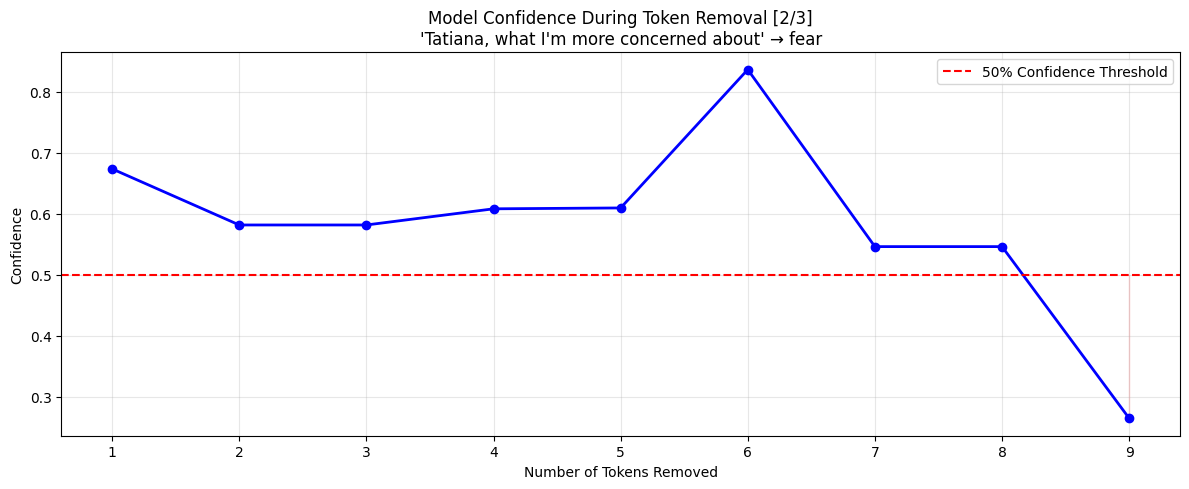 Model Confidence During Token Removal [2/3]
'Tatiana, what I'm more concerned about' → fear
50% Confidence Threshold
Confidence
0.8
0.7
0.6
0.5
0.4
0.3
1 2 3 4 5 6 7 8 9
Number of Tokens Removed